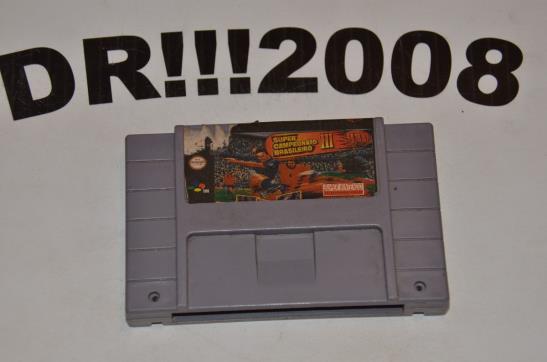 DR!!!2008
SUPER
CAMPEONATO
BRASILEIRO III